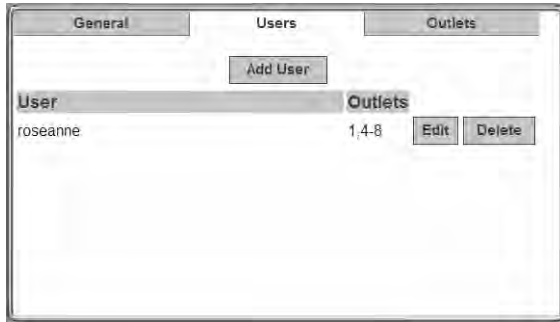 General Users Outlets
Add User
User Outlets
roseanne 1,4-8 Edit Delete